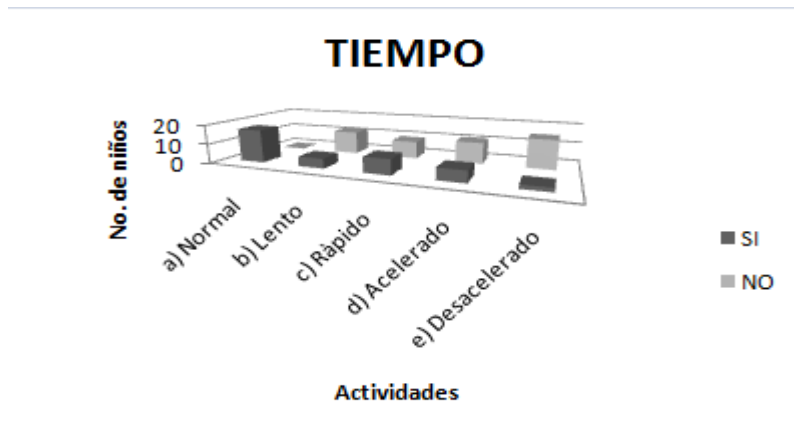 TIEMPO
20
10
0
No. de niños
a) Normal
b) Lento
c) Ràpido
d) Acelerado
e) Desacelerado
SI
NO
Actividades